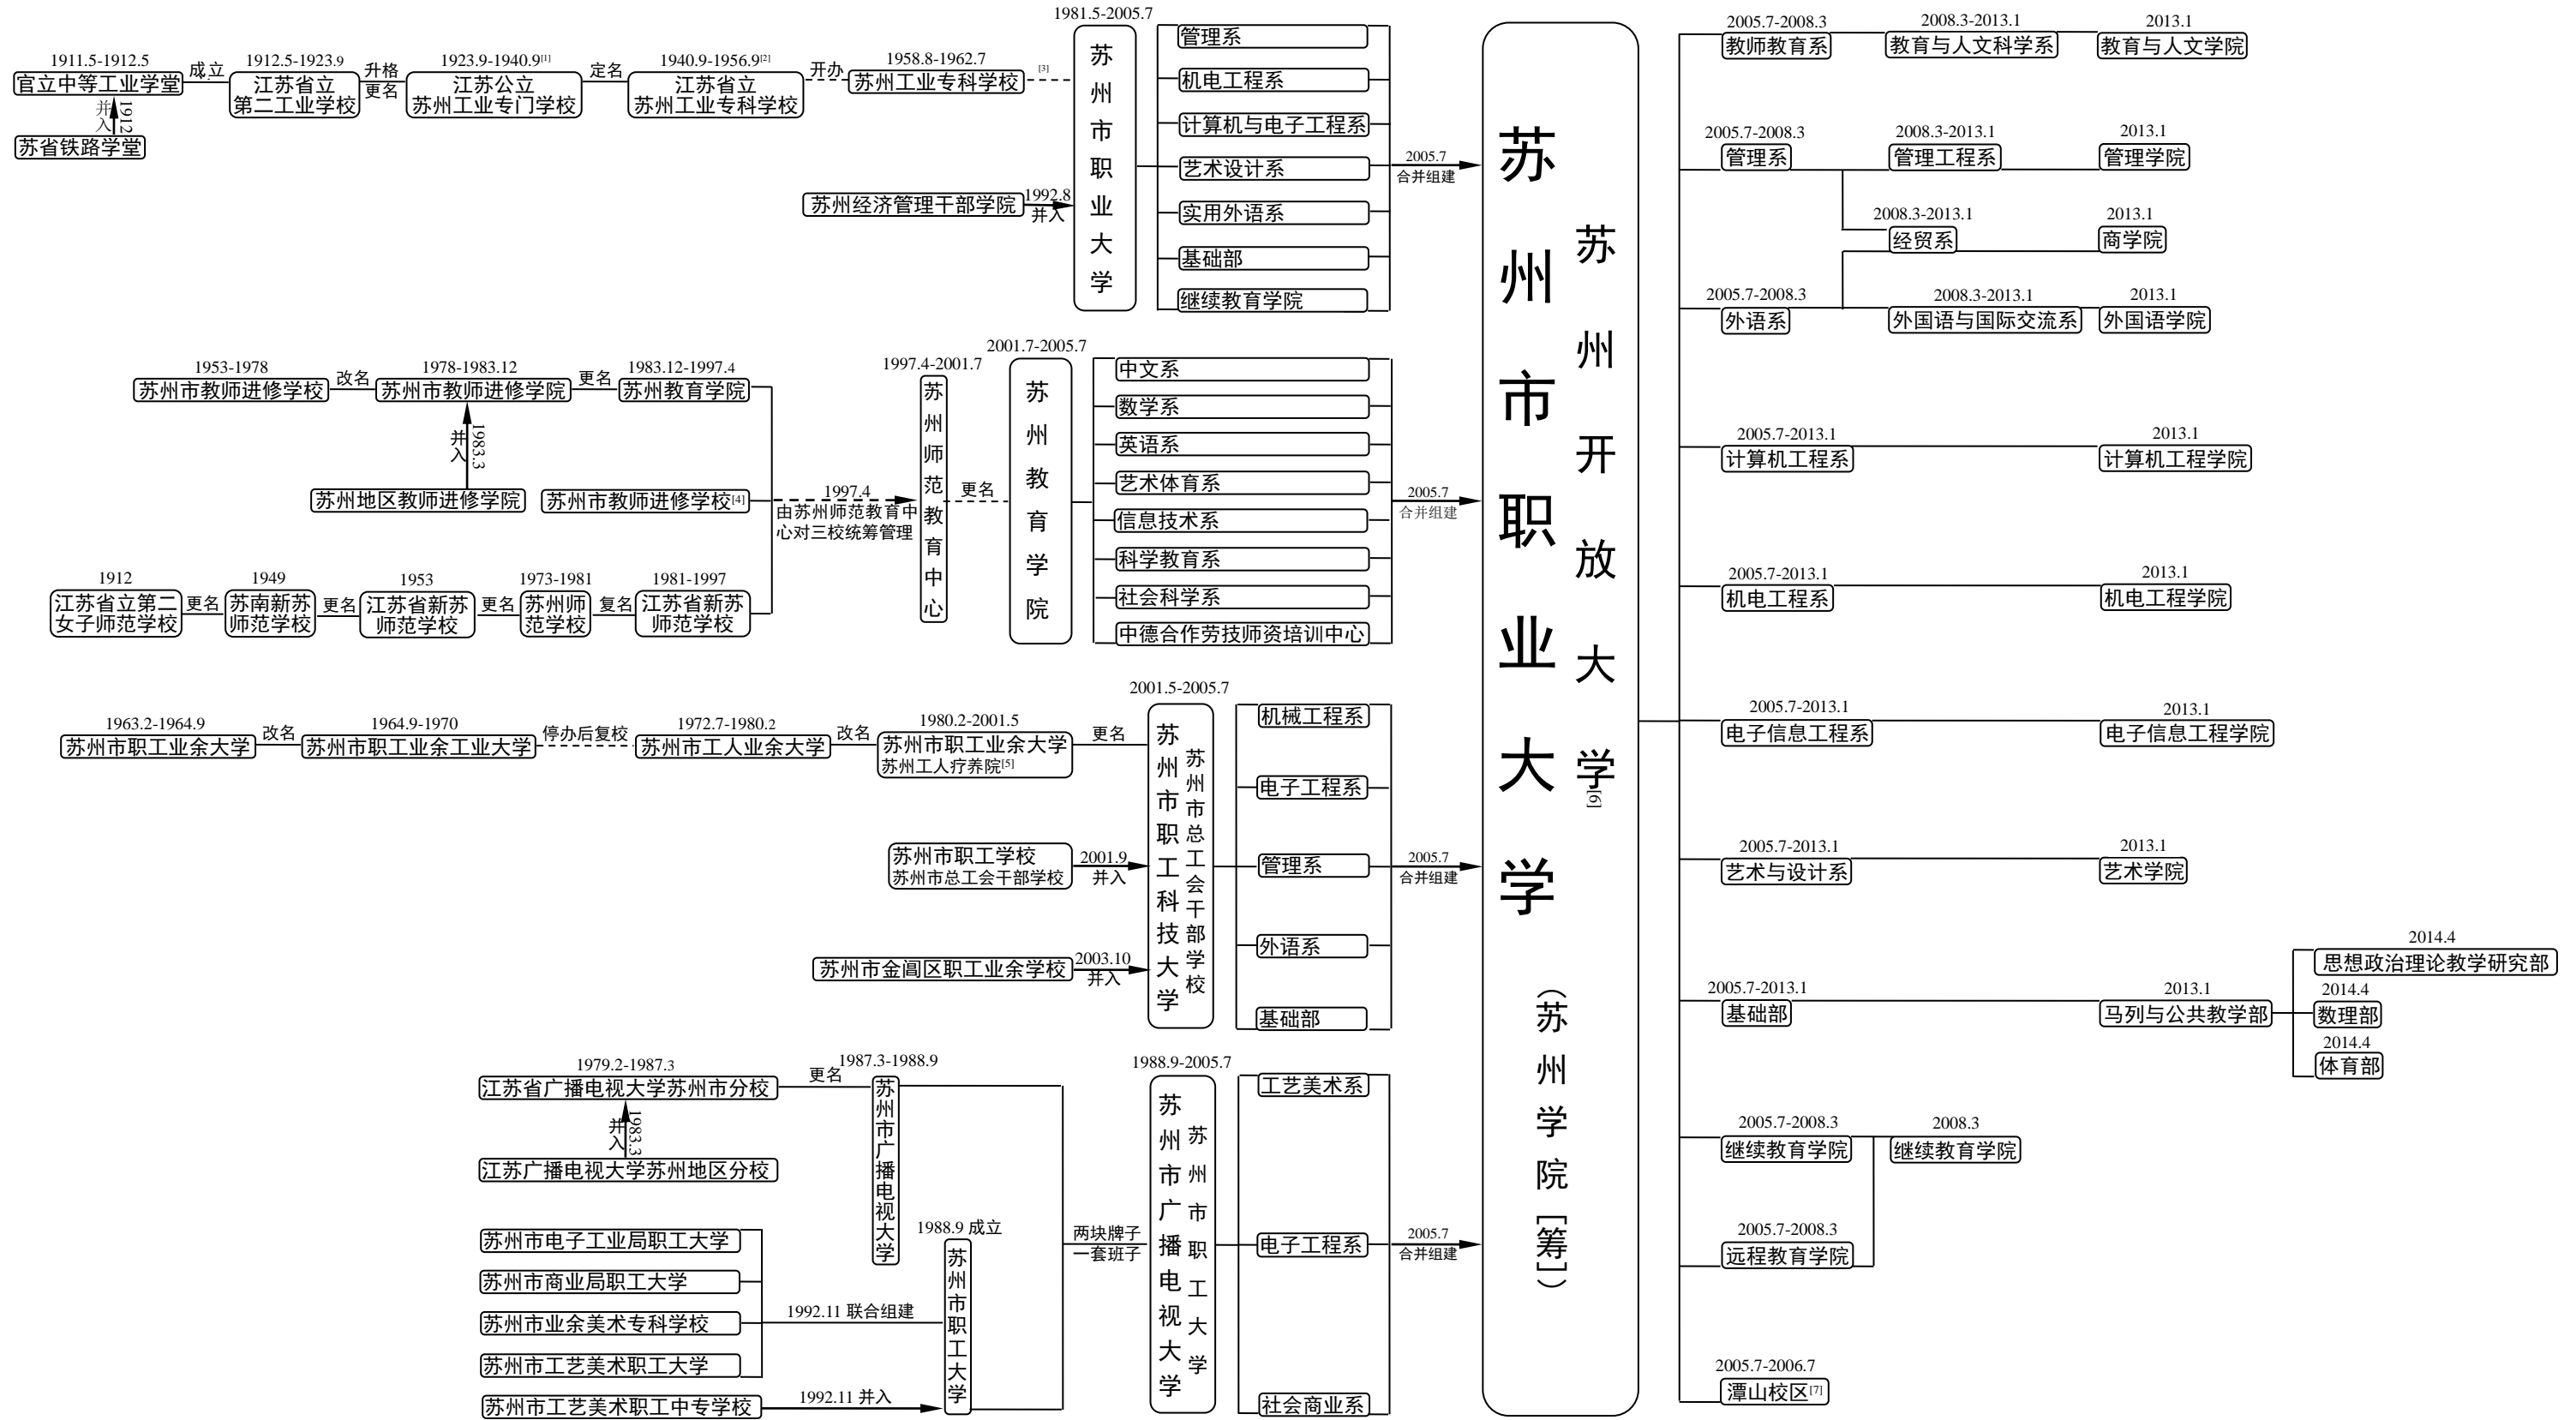 1911.5-1912.5
官立中等工业学堂
并入
1912
苏省铁路学堂
成立
1912.5-1923.9
江苏省立
第二工业学校
升格
更名
1923.9-1940.9[1]
江苏公立
苏州工业专门学校
定名
1940.9-1956.9[2]
江苏省立
苏州工业专科学校
开办
1958.8-1962.7
苏州工业专科学校
[3]
苏州经济管理干部学院
1992.8
并入
1981.5-2005.7
苏州市职业大学
管理系
机电工程系
计算机与电子工程系
艺术设计系
实用外语系
基础部
继续教育学院
2005.7
合并组建
1953-1978
苏州市教师进修学校
改名
1978-1983.12
苏州市教师进修学院
更名
1983.12-1997.4
苏州教育学院
并入
1983.3
苏州地区教师进修学院
苏州市教师进修学校[4]
1912
江苏省立第二
女子师范学校
更名
1949
苏南新苏
师范学校
更名
1953
江苏省新苏
师范学校
更名
1973-1981
苏州师
范学校
复名
1981-1997
江苏省新苏
师范学校
1997.4
由苏州师范教育中
心对三校统筹管理
1997.4-2001.7
苏州师范教育中心
更名
2001.7-2005.7
苏州教育学院
中文系
数学系
英语系
艺术体育系
信息技术系
科学教育系
社会科学系
中德合作劳技师资培训中心
2005.7
合并组建
1963.2-1964.9
苏州市职工业余大学
改名
1964.9-1970
苏州市职工业余工业大学
停办后复校
1972.7-1980.2
苏州市工人业余大学
改名
1980.2-2001.5
苏州市职工业余大学
苏州工人疗养院[5]
更名
苏州市职工学校
苏州市总工会干部学校
2001.9
并入
苏州市金阊区职工业余学校
2003.10
并入
2001.5-2005.7
苏州市职工科技大学
苏州市总工会干部学校
机械工程系
电子工程系
管理系
外语系
基础部
2005.7
合并组建
1979.2-1987.3
江苏省广播电视大学苏州市分校
并入
1983.3
江苏广播电视大学苏州地区分校
更名
1987.3-1988.9
苏州市广播电视大学
苏州市电子工业局职工大学
苏州市商业局职工大学
苏州市业余美术专科学校
苏州市工艺美术职工大学
1992.11 联合组建
苏州市工艺美术职工中专学校
1992.11 并入
1988.9 成立
苏州市职工大学
两块牌子
一套班子
1988.9-2005.7
苏州市广播电视大学
苏州市职工大学
工艺美术系
电子工程系
社会商业系
2005.7
合并组建
苏州市职业大学
苏州开放大学[6]
（苏州学院［筹］）
2005.7-2008.3
教师教育系
2008.3-2013.1
教育与人文科学系
2013.1
教育与人文学院
2005.7-2008.3
管理系
2008.3-2013.1
管理工程系
2013.1
管理学院
2008.3-2013.1
经贸系
2013.1
商学院
2005.7-2008.3
外语系
2008.3-2013.1
外国语与国际交流系
2013.1
外国语学院
2005.7-2013.1
计算机工程系
2013.1
计算机工程学院
2005.7-2013.1
机电工程系
2013.1
机电工程学院
2005.7-2013.1
电子信息工程系
2013.1
电子信息工程学院
2005.7-2013.1
艺术与设计系
2013.1
艺术学院
2005.7-2013.1
基础部
2013.1
马列与公共教学部
2014.4
思想政治理论教学研究部
2014.4
数理部
2014.4
体育部
2005.7-2008.3
继续教育学院
2008.3
继续教育学院
2005.7-2008.3
远程教育学院
2005.7-2006.7
潭山校区[7]